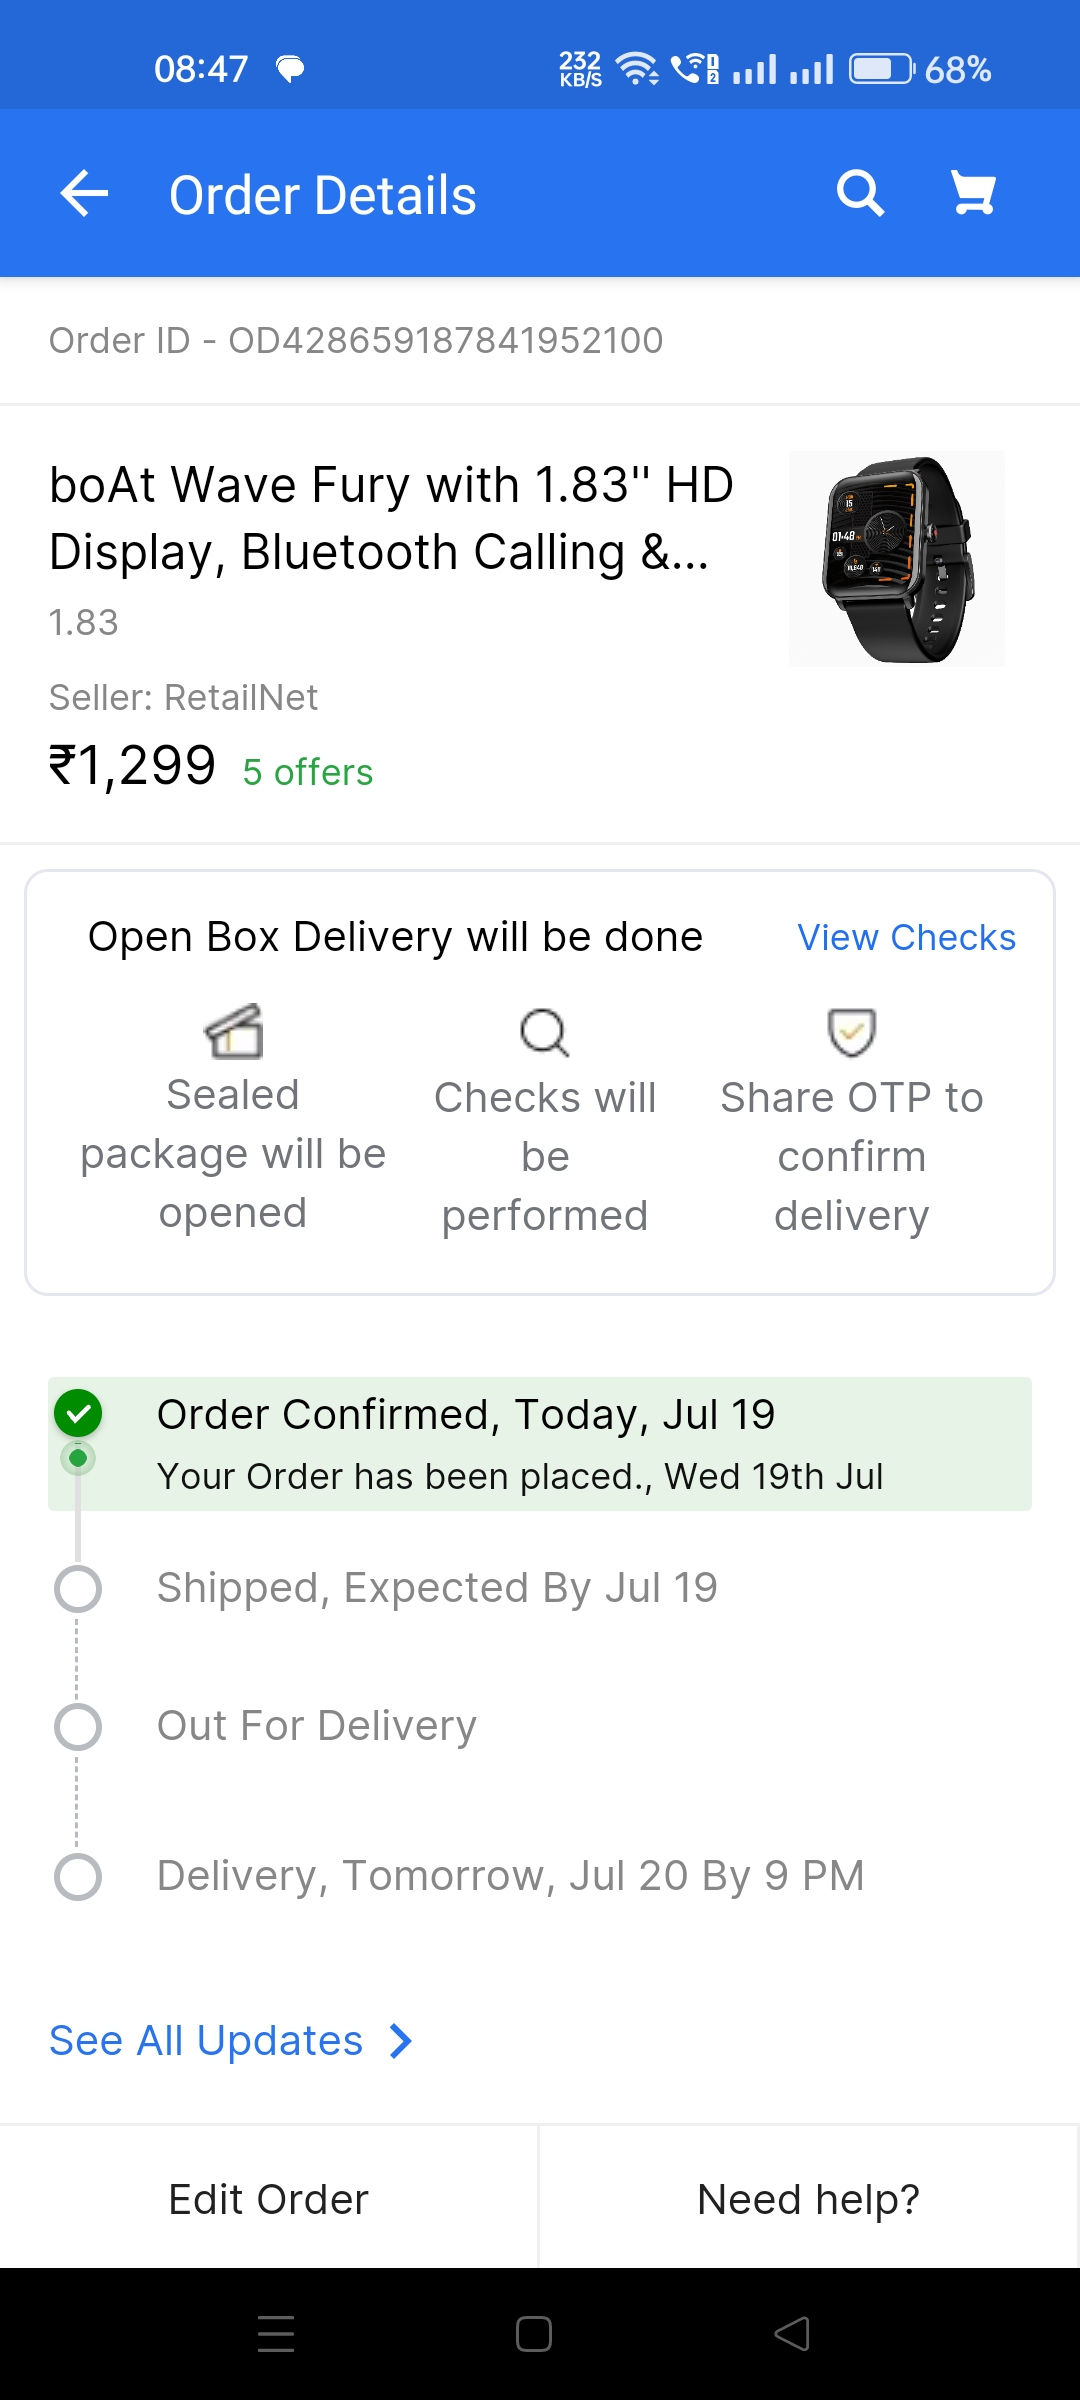 08:47
232
KB/S
1
2
68%
Order Details
Order ID - OD428659187841952100
boAt Wave Fury with 1.83'' HD
Display, Bluetooth Calling &...
1.83
Seller: RetailNet
₹1,299 5 offers
Open Box Delivery will be done
View Checks
Sealed
package will be
opened
Checks will
be
performed
Share OTP to
confirm
delivery
Order Confirmed, Today, Jul 19
Your Order has been placed., Wed 19th Jul
Shipped, Expected By Jul 19
Out For Delivery
Delivery, Tomorrow, Jul 20 By 9 PM
See All Updates
Edit Order
Need help?